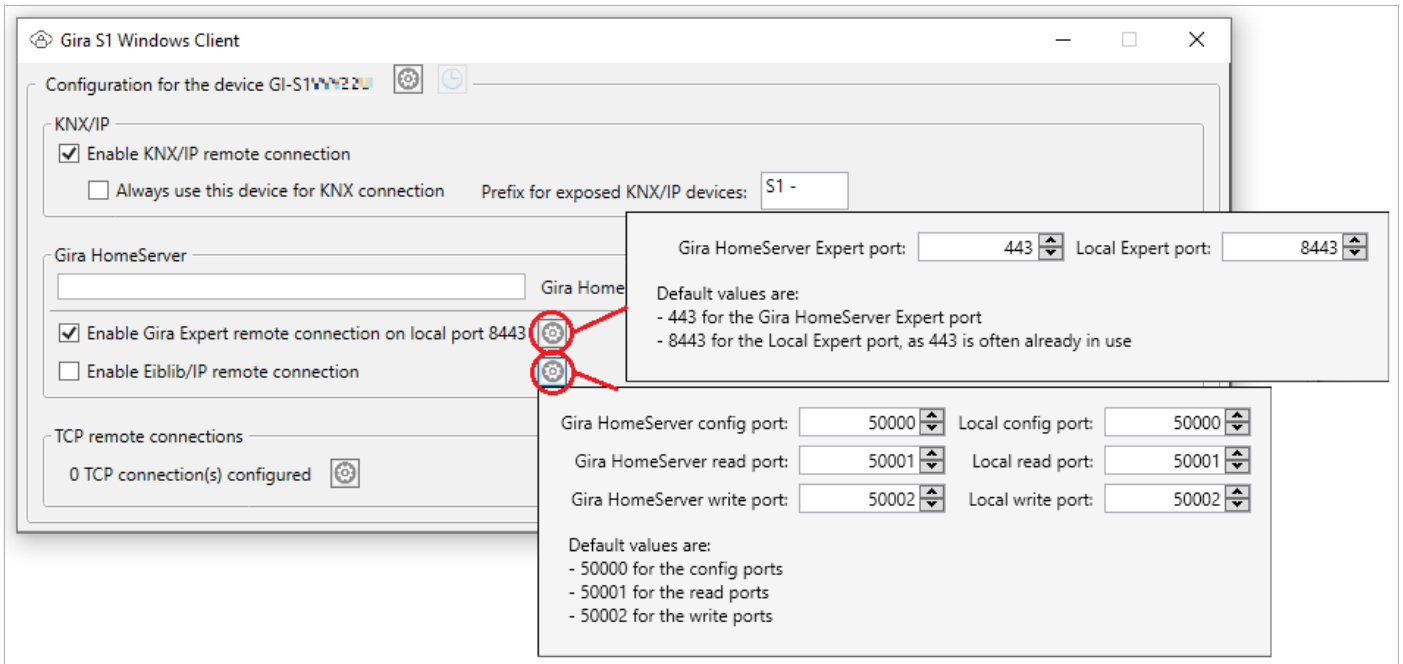 Gira S1 Windows Client
Configuration for the device
KNX/IP
Enable KNX/IP remote connection
Always use this device for KNX connection Prefix for exposed KNX/IP devices: S1 -
Gira HomeServer
Gira Home
Enable Gira Expert remote connection on local port 8443
Enable Eiblib/IP remote connection
TCP remote connections
0 TCP connection(s) configured
Gira HomeServer Expert port: 443 Local Expert port: 8443
Default values are:
- 443 for the Gira HomeServer Expert port
- 8443 for the Local Expert port, as 443 is often already in use
Gira HomeServer config port: 50000 Local config port: 50000
Gira HomeServer read port: 50001 Local read port: 50001
Gira HomeServer write port: 50002 Local write port: 50002
Default values are:
- 50000 for the config ports
- 50001 for the read ports
- 50002 for the write ports